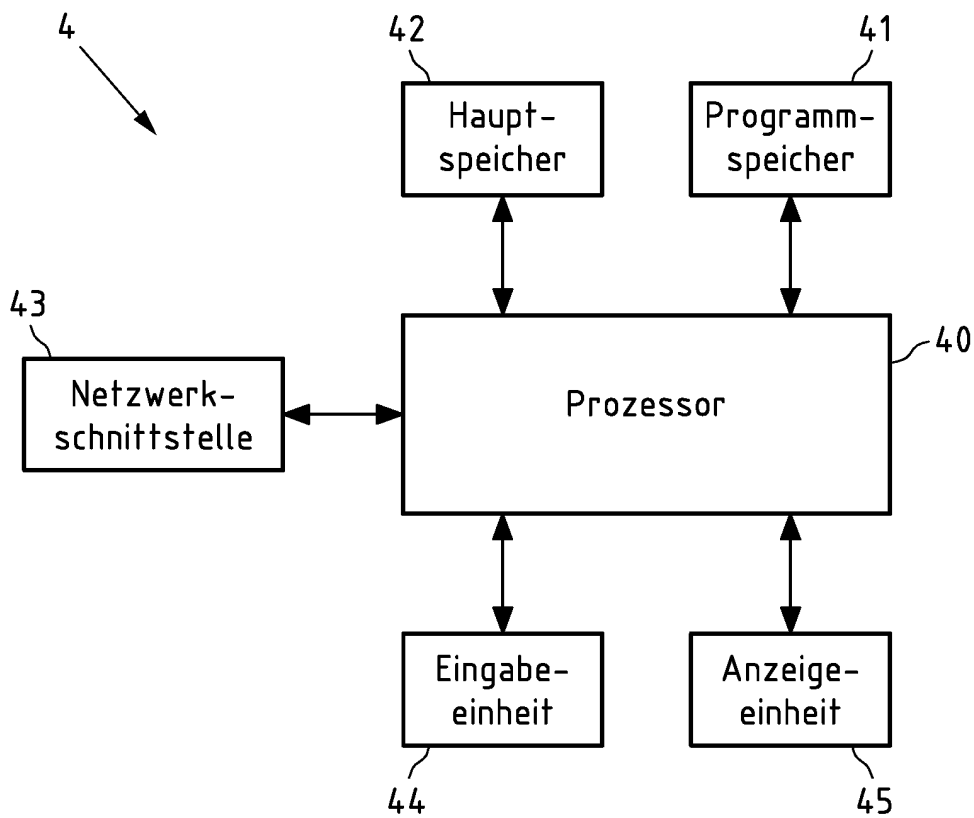 4
42
41
Haupt-
speicher
Programm-
speicher
43
40
Netzwerk-
schnittstelle
Prozessor
Eingabe-
einheit
Anzeige-
einheit
44
45